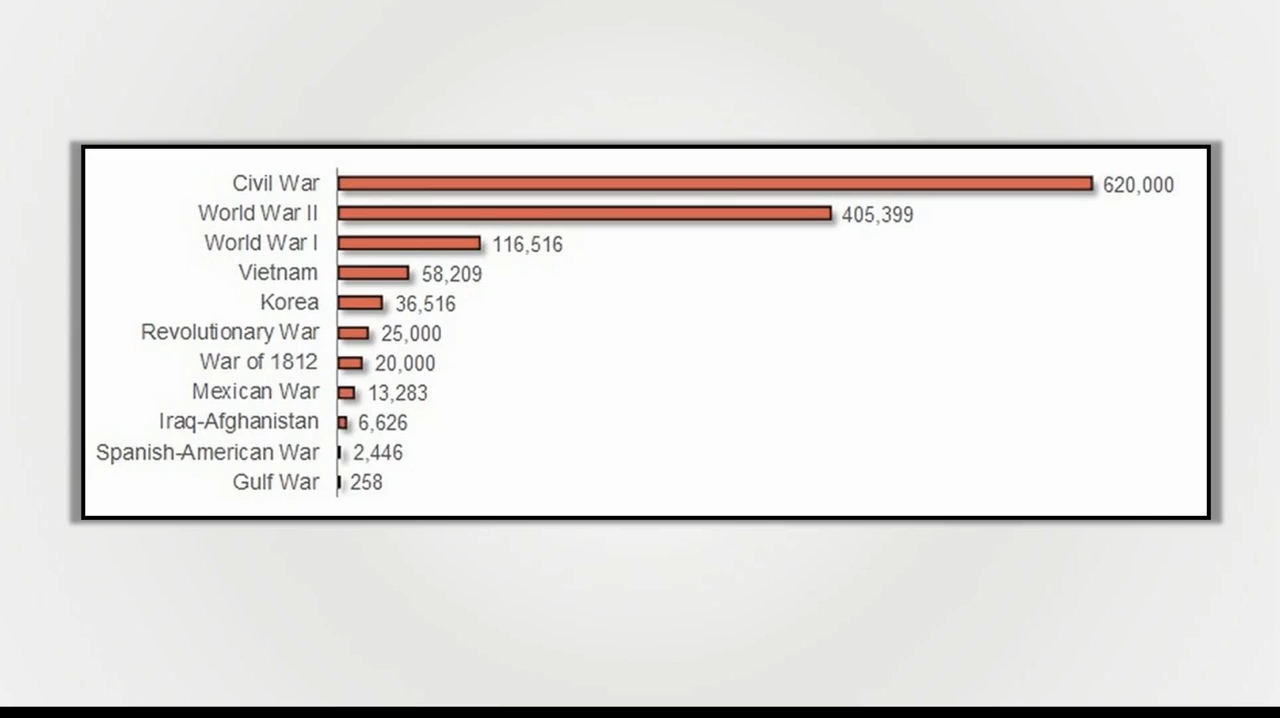 Civil War 620,000
World War II 405,399
World War I 116,516
Vietnam 58,209
Korea 36,516
Revolutionary War 25,000
War of 1812 20,000
Mexican War 13,283
Iraq-Afghanistan 6,626
Spanish-American War 2,446
Gulf War 258